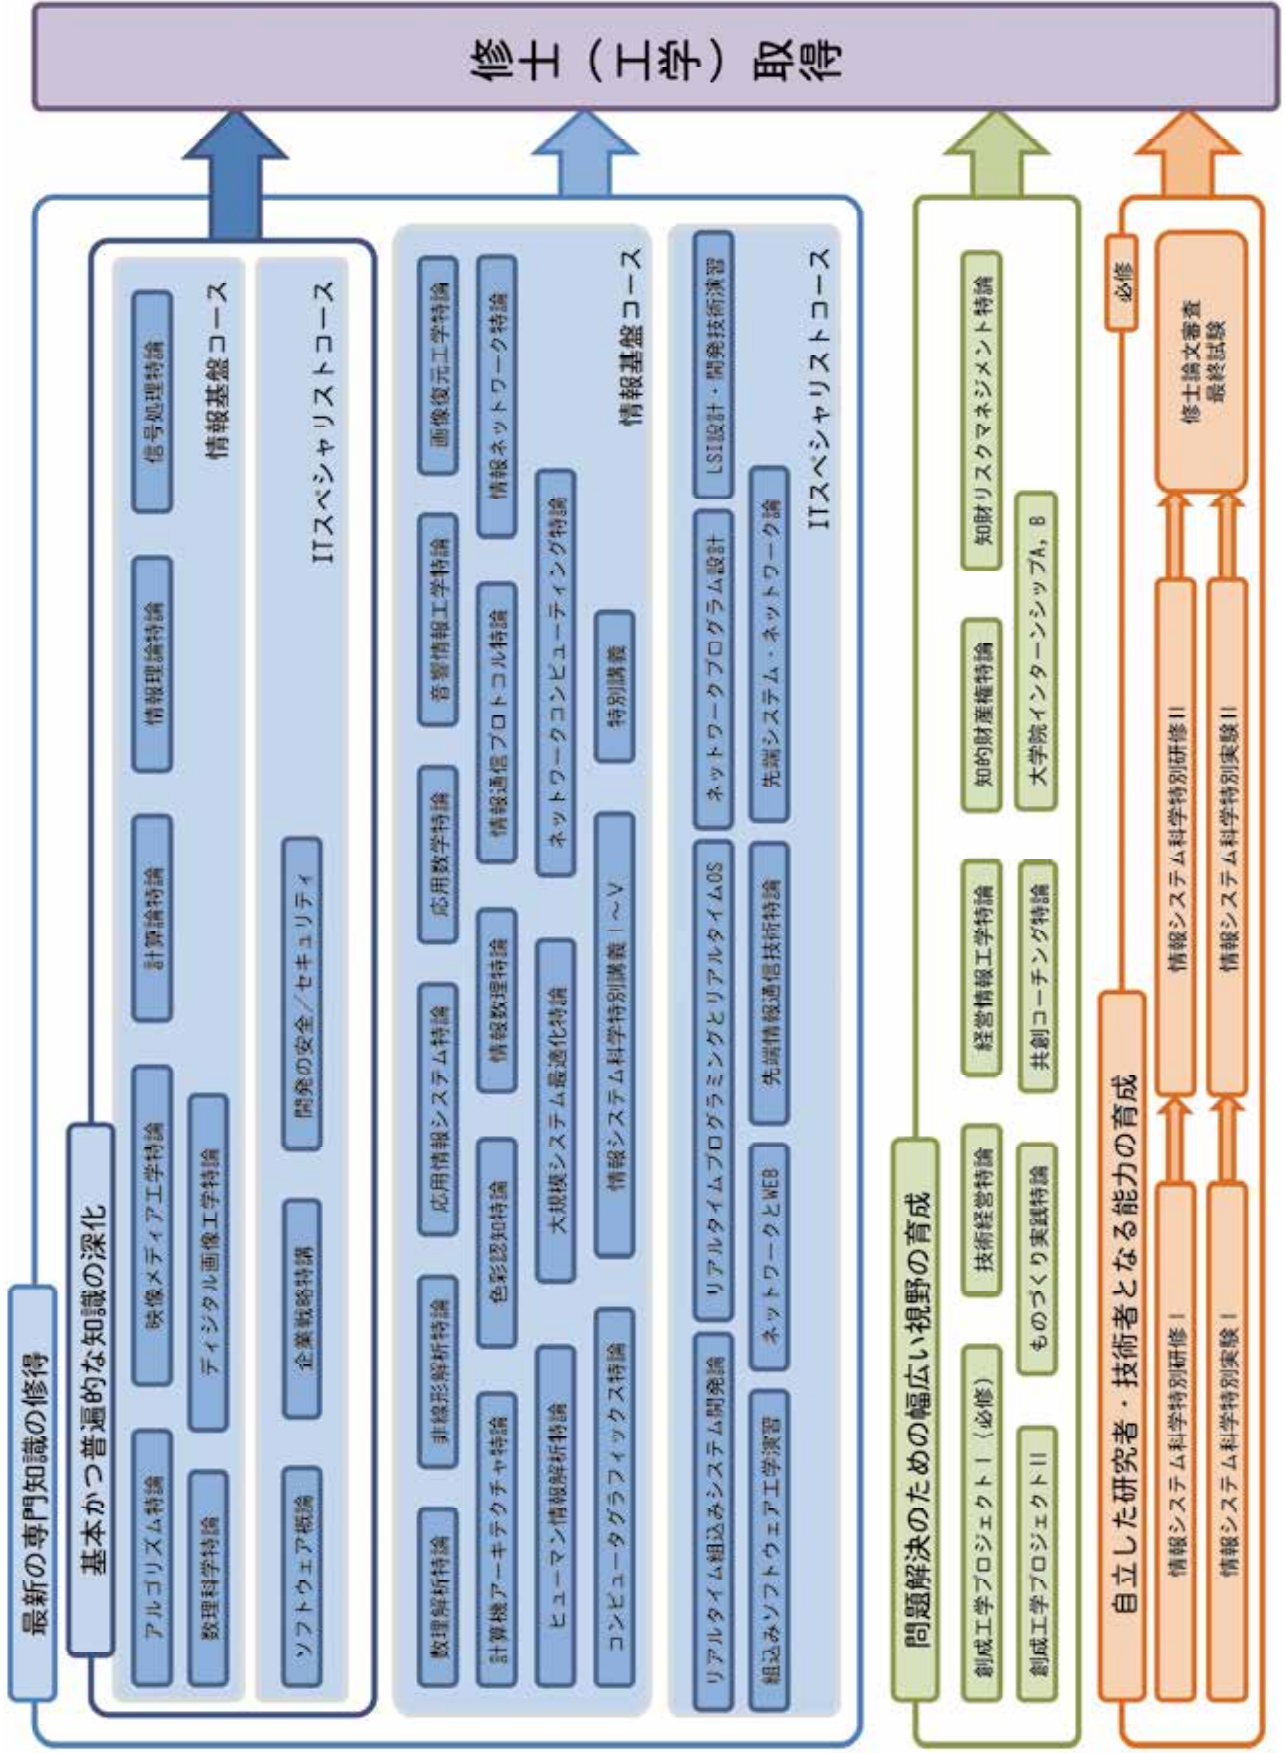 最新の専門知識の修得
基本かつ普遍的な知識の深化
アルゴリズム特論
映像メディア工学特論
計算論特論
情報理論特論
信号処理特論
数理科学特論
ディジタル画像工学特論
情報基盤コース
ソフトウェア概論
企業戦略特講
開発の安全／セキュリティ
ITスペシャリストコース
数理解析特論
非線形解析特論
応用情報システム特論
応用数学特論
音響情報工学特論
画像復元工学特論
計算機アーキテクチャ特論
色彩認知特論
情報数理特論
情報通信プロトコル特論
情報ネットワーク特論
ヒューマン情報解析特論
大規模システム最適化特論
ネットワークコンピューティング特論
コンピュータグラフィックス特論
情報システム科学特別講義Ⅰ～Ⅴ
特別講義
情報基盤コース
リアルタイム組込みシステム開発論
リアルタイムプログラミングとリアルタイムOS
ネットワークプログラム設計
LSI設計・開発技術演習
組込みソフトウェア工学演習
ネットワークとWEB
先端情報通信技術特論
先端システム・ネットワーク論
ITスペシャリストコース
問題解決のための幅広い視野の育成
創成工学プロジェクトⅠ（必修）
技術経営特論
経営情報工学特論
知的財産権特論
知財リスクマネジメント特論
創成工学プロジェクトⅡ
ものづくり実践特論
共創コーチング特論
大学院インターンシップA, B
自立した研究者・技術者となる能力の育成
必修
情報システム科学特別研修Ⅰ
情報システム科学特別研修Ⅱ
情報システム科学特別実験Ⅰ
情報システム科学特別実験Ⅱ
修士論文審査
最終試験
修士（工学）取得